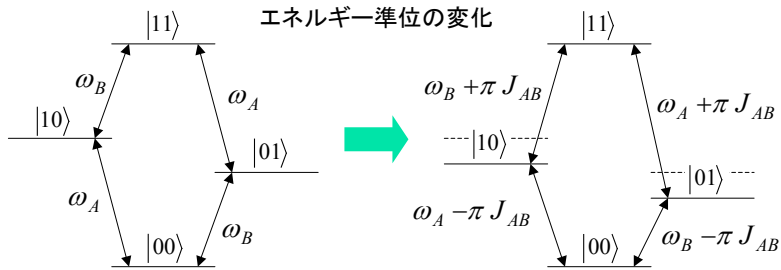 エネルギー準位の変化
|11⟩
ω_B
ω_A
|10⟩
|01⟩
ω_A
ω_B
|00⟩
|11⟩
ω_B + π J_AB
ω_A + π J_AB
|10⟩
|01⟩
ω_A − π J_AB
ω_B − π J_AB
|00⟩